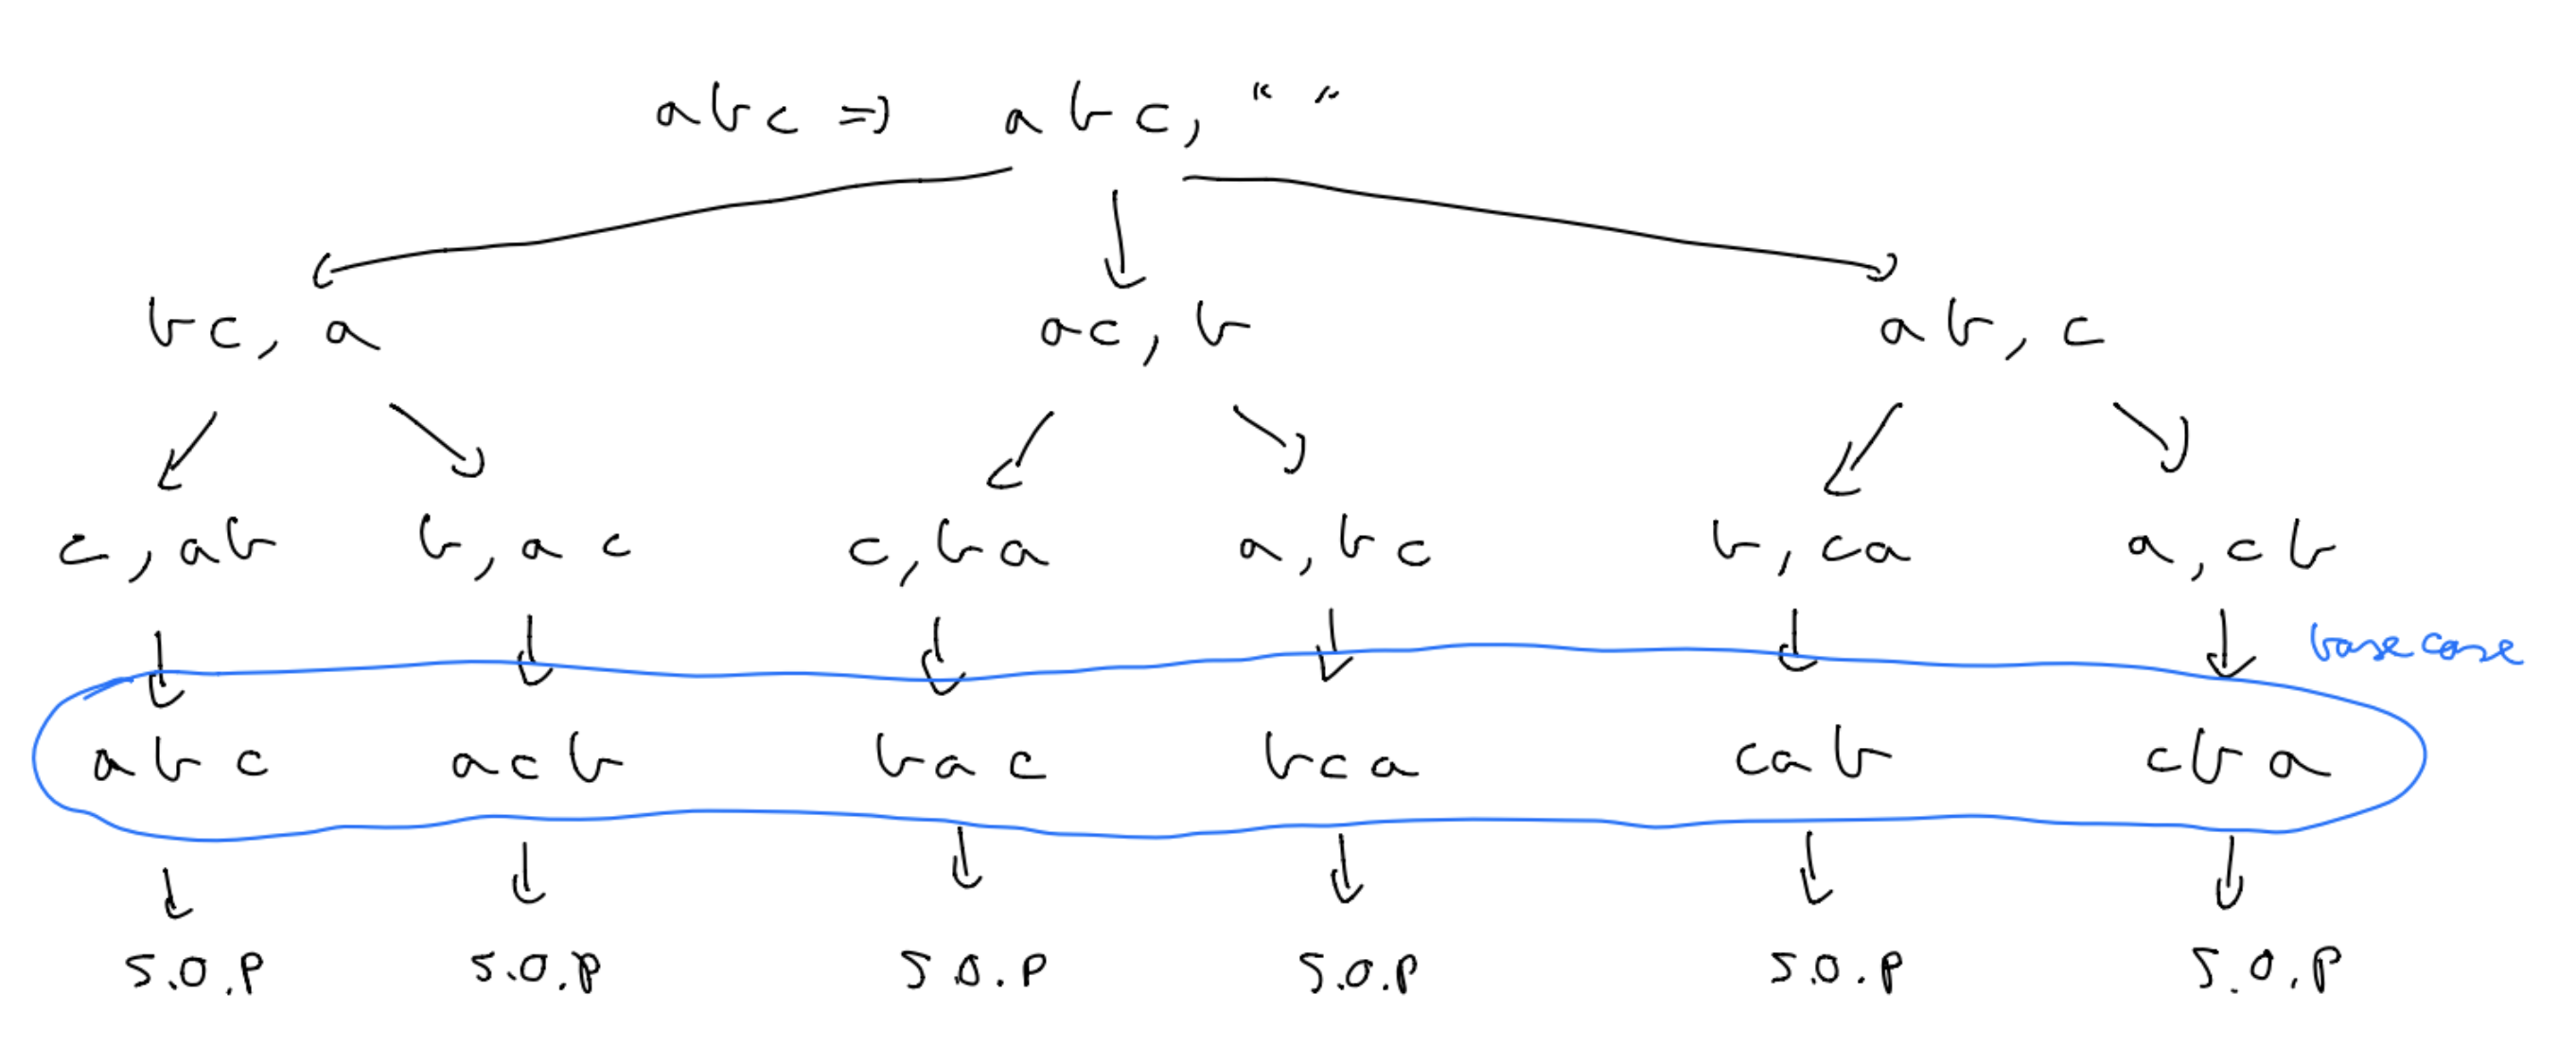 abc => abc, " "
bc, a ac, b ab, c
c, ab b, ac c, ba a, bc b, ca a, cb
base case
abc acb bac bca cab cba
S.O.P S.O.P S.O.P S.O.P S.O.P S.O.P